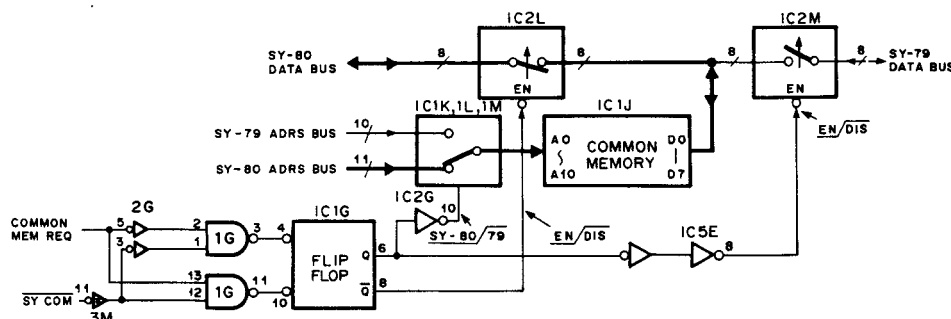 IC2L
IC2M
SY-80
DATA BUS
8
8
8
8
SY-79
DATA BUS
EN
EN
IC1K, 1L, 1M
IC1J
EN/DIS
SY-79 ADRS BUS
10
SY-80 ADRS BUS
11
A0
A10
COMMON
MEMORY
D0
D7
IC2G
10
SY-80/79
EN/DIS
2G
IC1G
COMMON
MEM REQ
5
3
2
1
1G
3
4
FLIP
FLOP
Q
6
Q
8
IC5E
8
13
12
1G
11
10
SY COM
11
3M